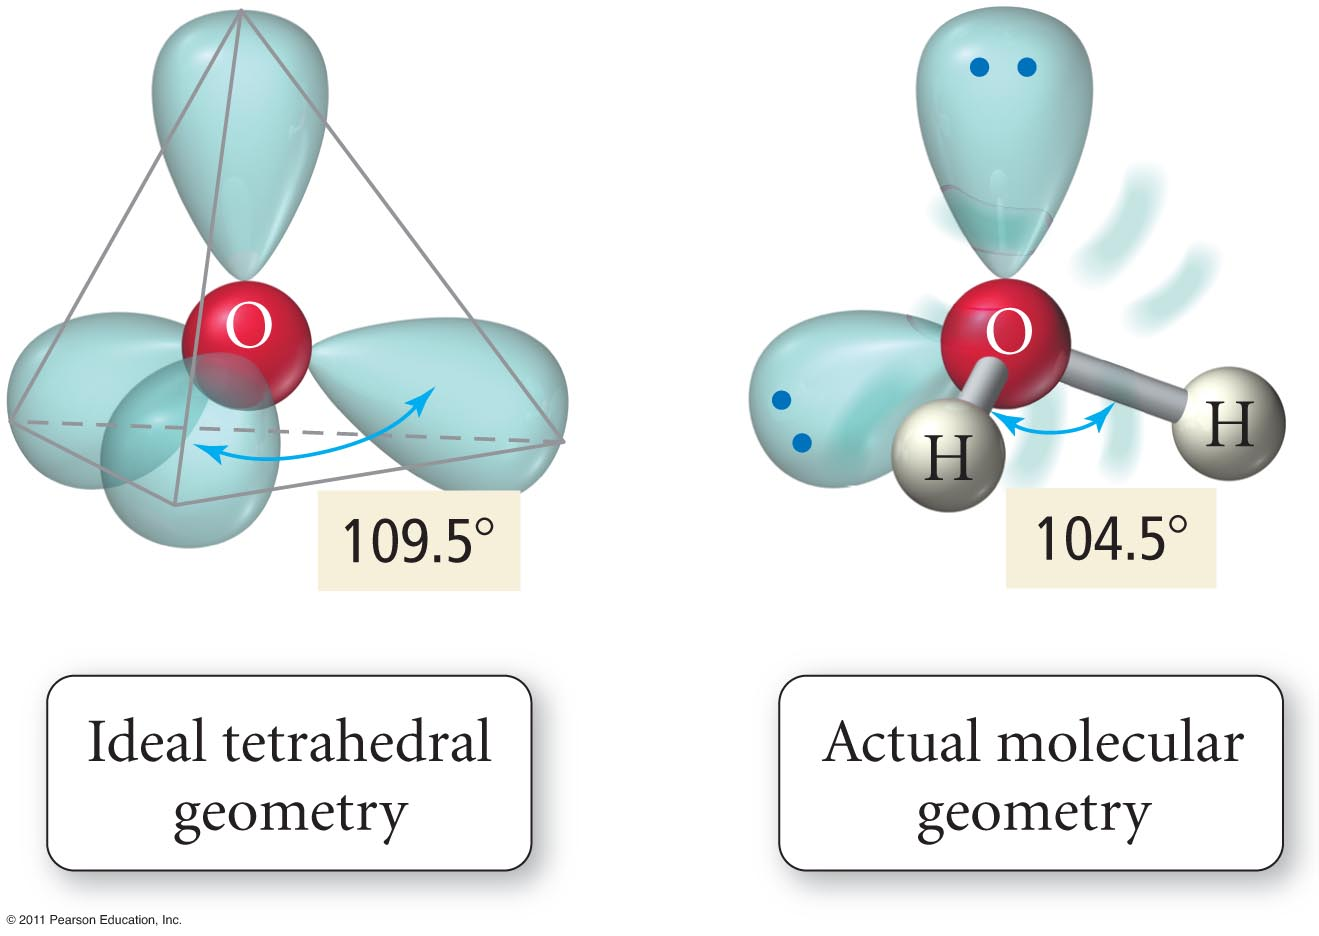 O
O
H
H
109.5°
104.5°
Ideal tetrahedral
geometry
Actual molecular
geometry
© 2011 Pearson Education, Inc.